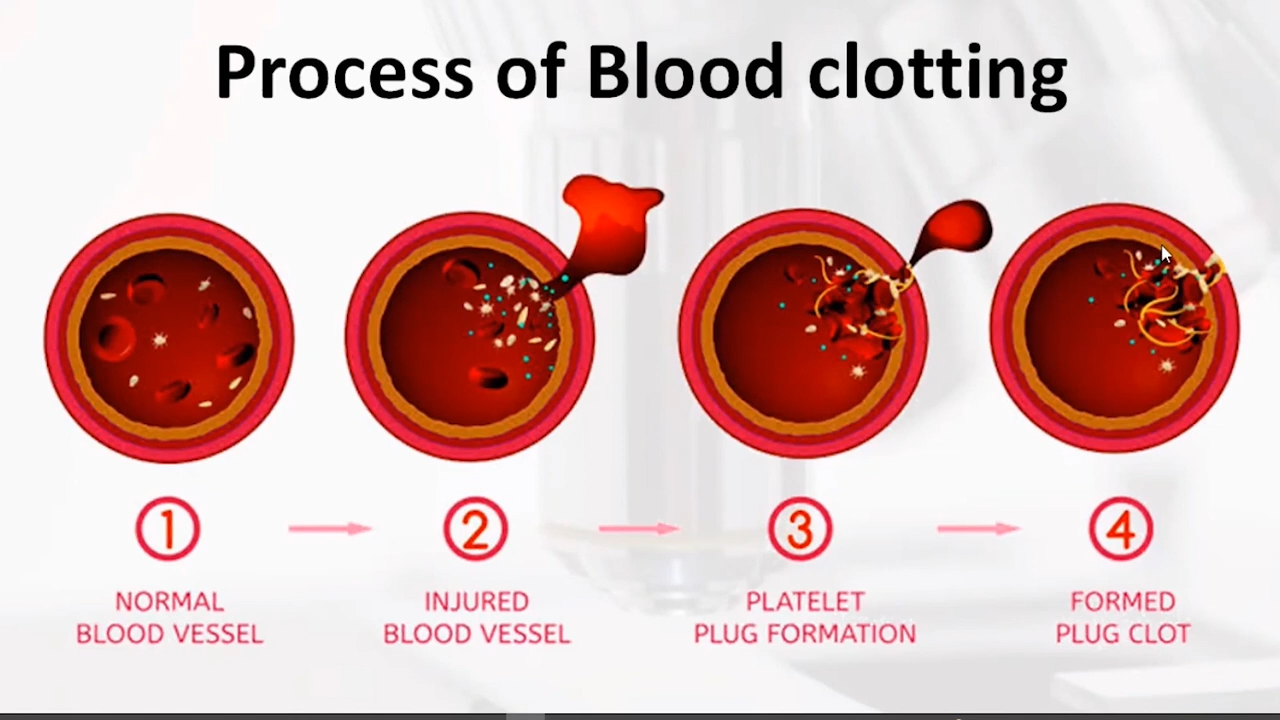 Process of Blood clotting
1
2
3
4
NORMAL
BLOOD VESSEL
INJURED
BLOOD VESSEL
PLATELET
PLUG FORMATION
FORMED
PLUG CLOT